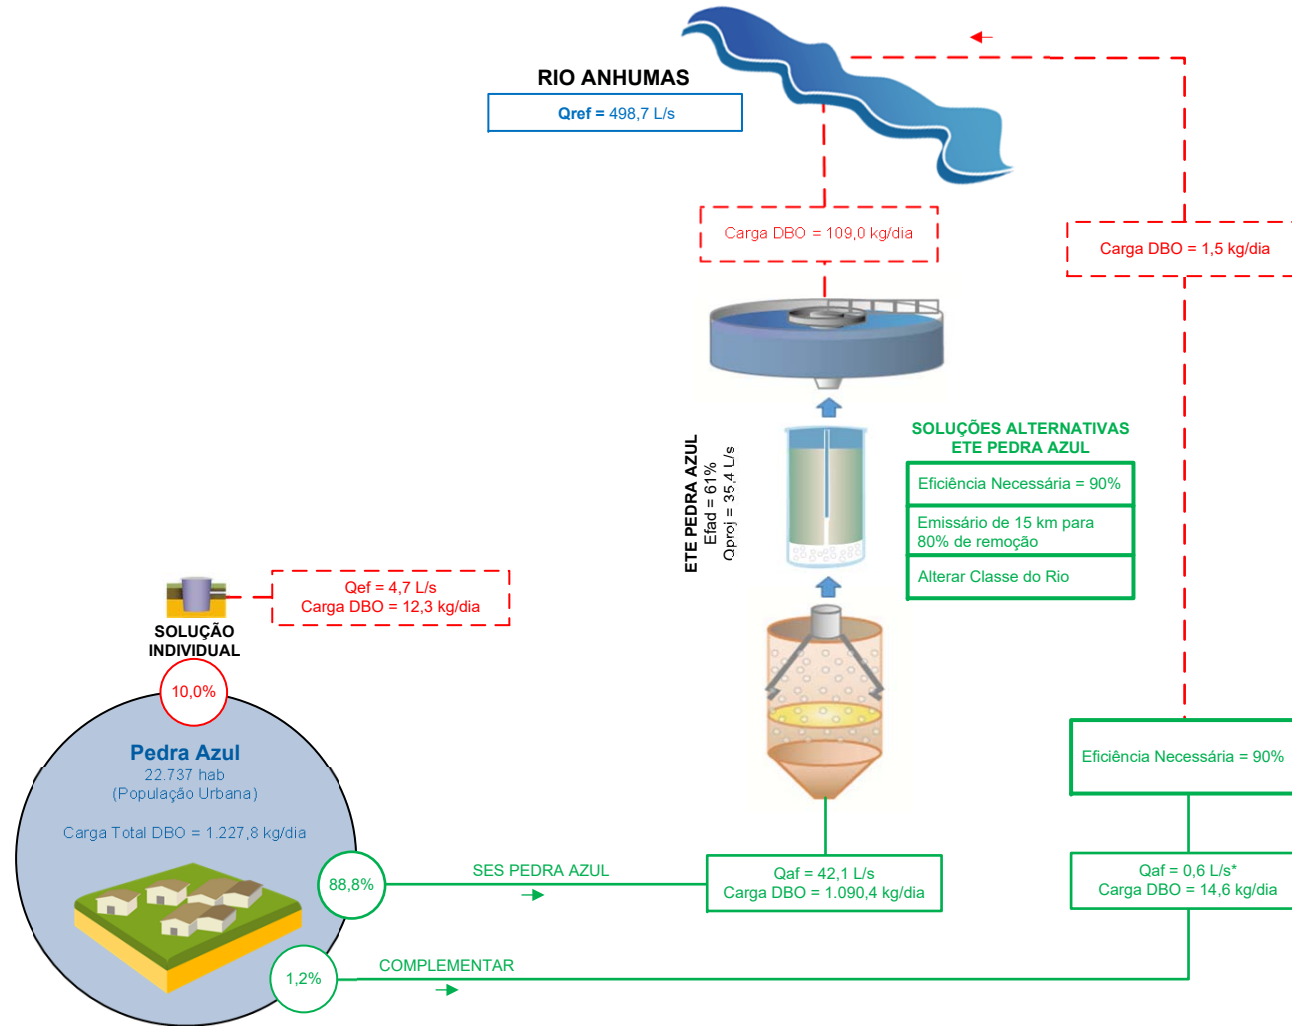 RIO ANHUMAS
Qref = 498,7 L/s
Carga DBO = 109,0 kg/dia
Carga DBO = 1,5 kg/dia
ETE PEDRA AZUL
Efad = 61%
Qproj = 35,4 L/s
SOLUÇÕES ALTERNATIVAS
ETE PEDRA AZUL
Eficiência Necessária = 90%
Emissário de 15 km para
80% de remoção
Alterar Classe do Rio
Qef = 4,7 L/s
Carga DBO = 12,3 kg/dia
SOLUÇÃO
INDIVIDUAL
10,0%
Pedra Azul
22.737 hab
(População Urbana)
Carga Total DBO = 1.227,8 kg/dia
Eficiência Necessária = 90%
88,8%
SES PEDRA AZUL
Qaf = 42,1 L/s
Carga DBO = 1.090,4 kg/dia
Qaf = 0,6 L/s*
Carga DBO = 14,6 kg/dia
1,2%
COMPLEMENTAR